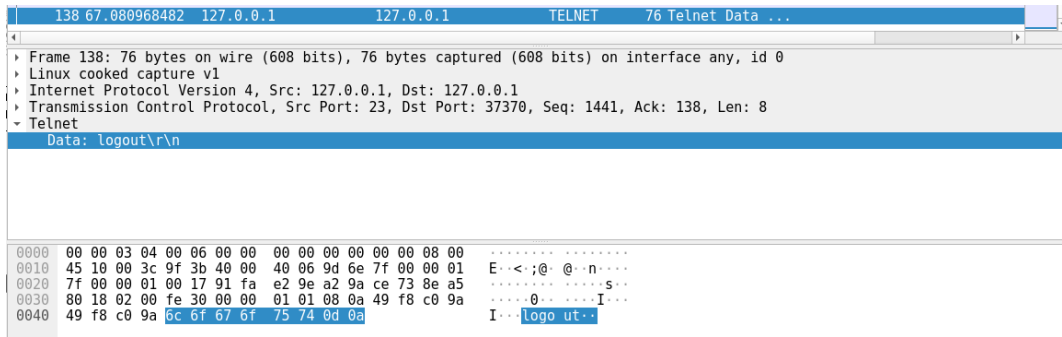 138 67.080968482 127.0.0.1 127.0.0.1 TELNET 76 Telnet Data ...
Frame 138: 76 bytes on wire (608 bits), 76 bytes captured (608 bits) on interface any, id 0
Linux cooked capture v1
Internet Protocol Version 4, Src: 127.0.0.1, Dst: 127.0.0.1
Transmission Control Protocol, Src Port: 23, Dst Port: 37370, Seq: 1441, Ack: 138, Len: 8
Telnet
Data: logout\r\n
0000 00 00 03 04 00 06 00 00 00 00 00 00 00 00 08 00 ········ ········
0010 45 10 00 3c 9f 3b 40 00 40 06 9d 6e 7f 00 00 01 E··<·;@· @··n····
0020 7f 00 00 01 00 17 91 fa e2 9e a2 9a ce 73 8e a5 ········ ·····s··
0030 80 18 02 00 fe 30 00 00 01 01 08 0a 49 f8 c0 9a ·····0·· ····I···
0040 49 f8 c0 9a 6c 6f 67 6f 75 74 0d 0a I···logo ut··